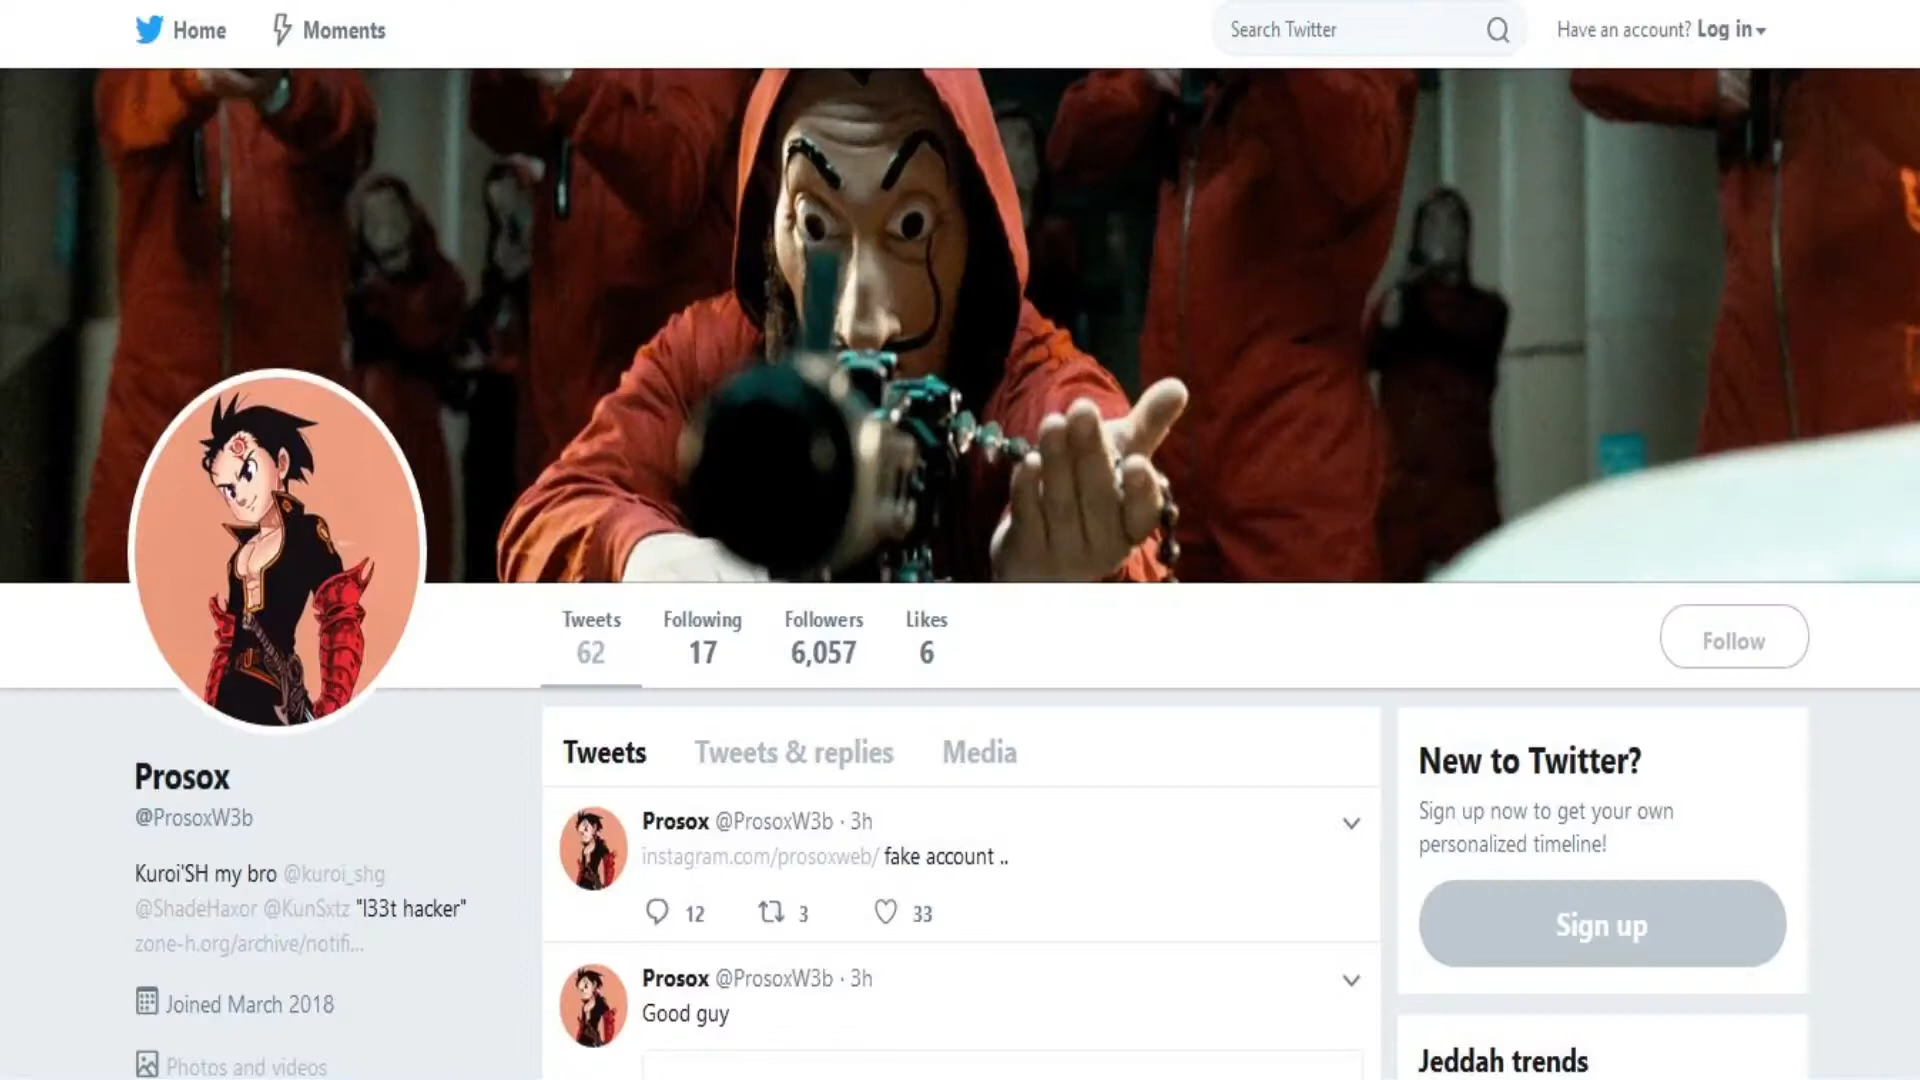 Home
Moments
Search Twitter
Have an account? Log in
Tweets
62
Following
17
Followers
6,057
Likes
6
Follow
Prosox
@ProsoxW3b
Kuroi'SH my bro @kuroi_shg
@ShadeHaxor @KunSxtz "l33t hacker"
zone-h.org/archive/notifi...
Joined March 2018
Photos and videos
Tweets
Tweets & replies
Media
Prosox @ProsoxW3b · 3h
instagram.com/prosoxweb/ fake account ..
12
3
33
Prosox @ProsoxW3b · 3h
Good guy
New to Twitter?
Sign up now to get your own
personalized timeline!
Sign up
Jeddah trends